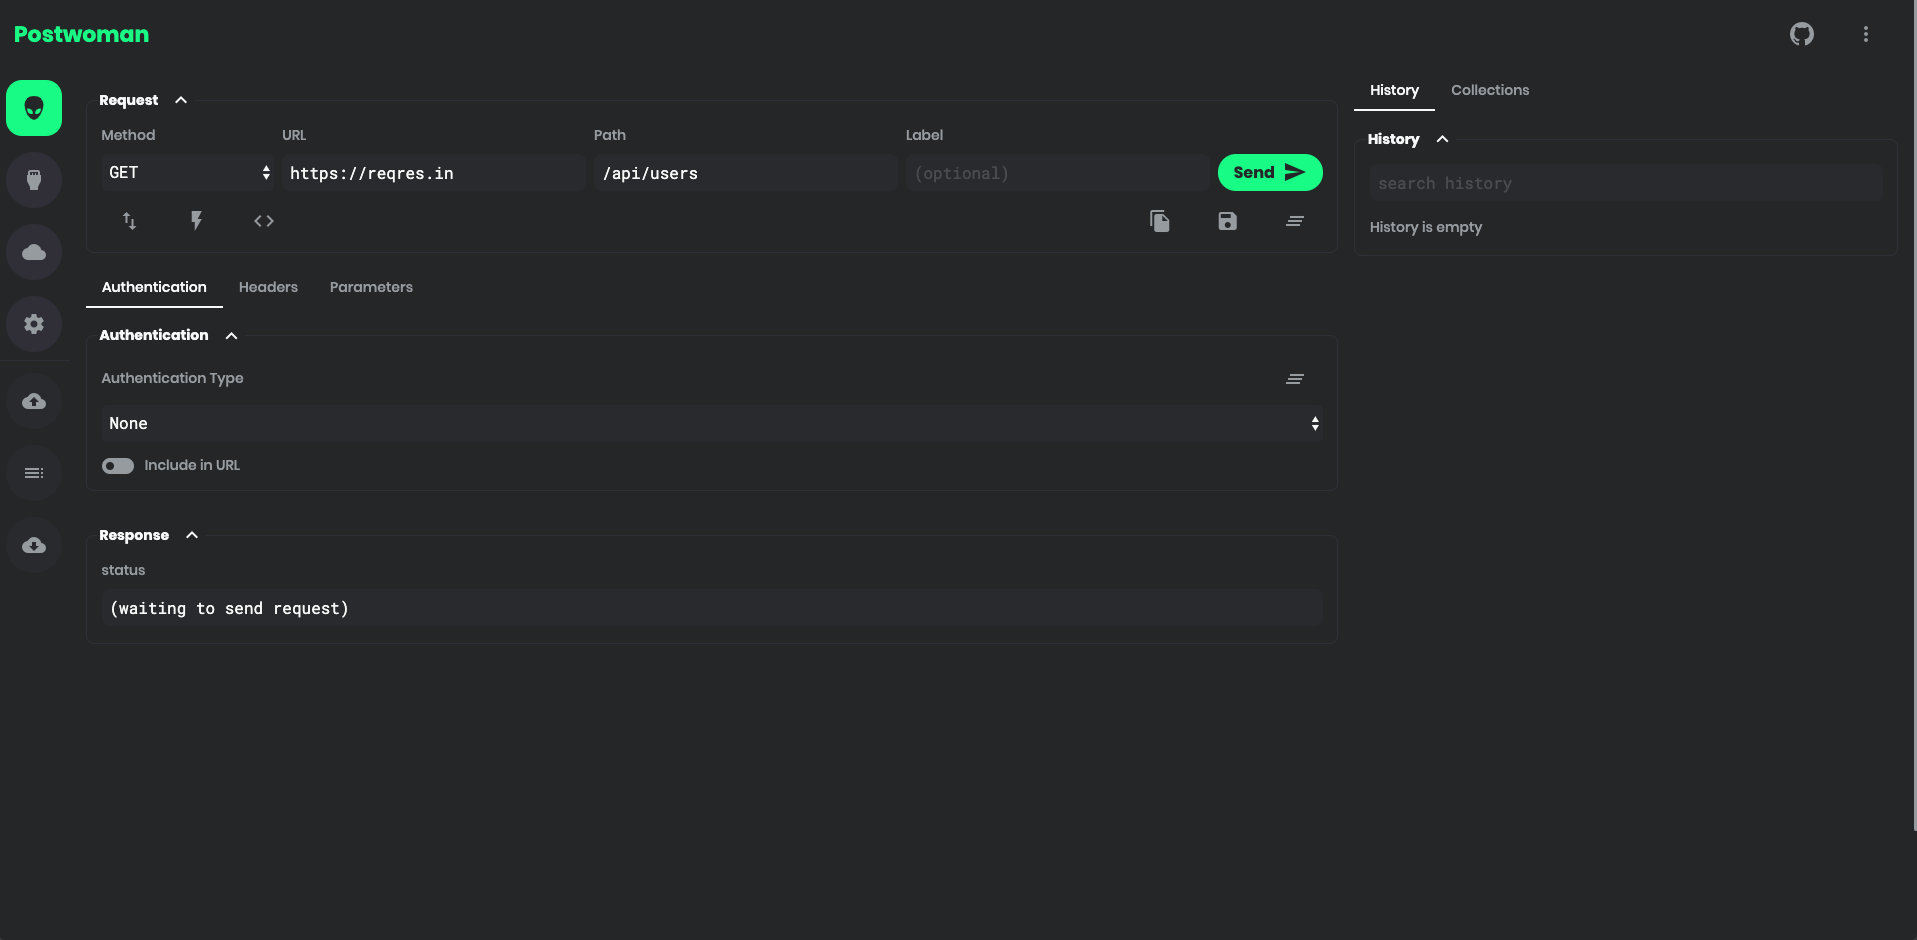 Postwoman
Request
Method URL Path Label
GET https://reqres.in /api/users (optional) Send
Authentication Headers Parameters
Authentication
Authentication Type
None
Include in URL
Response
status
(waiting to send request)
History Collections
History
search history
History is empty